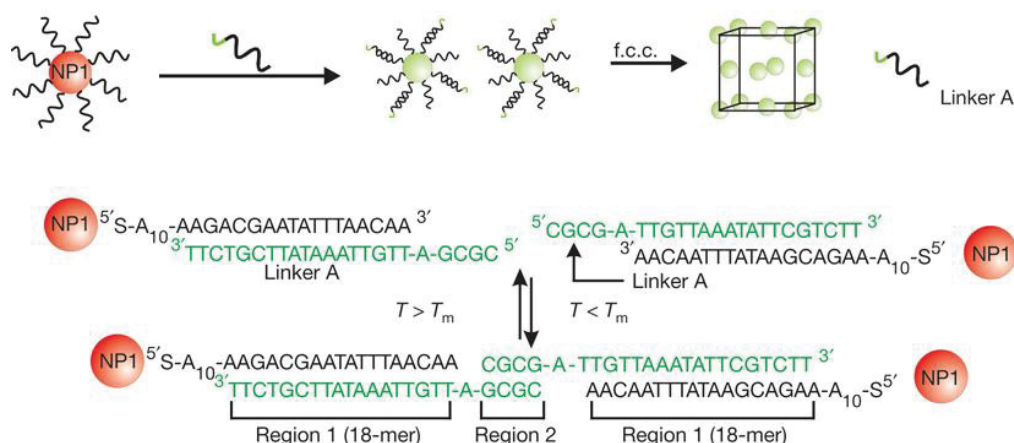 NP1
f.c.c.
Linker A
NP1 5′S-A10-AAGACGAATATTTAACAA 3′
3′TTCTGCTTATAAATTGTT-A-GCGC 5′
Linker A
5′ CGCG-A-TTGTTAAATATTCGTCTT 3′
3′AACAATTTATAAGCAGAA-A10-S5′ NP1
Linker A
T > Tm T < Tm
NP1 5′S-A10-AAGACGAATATTTAACAA CGCG-A-TTGTTAAATATTCGTCTT 3′
3′TTCTGCTTATAAATTGTT-A-GCGC AACAATTTATAAGCAGAA-A10-S5′ NP1
Region 1 (18-mer) Region 2 Region 1 (18-mer)